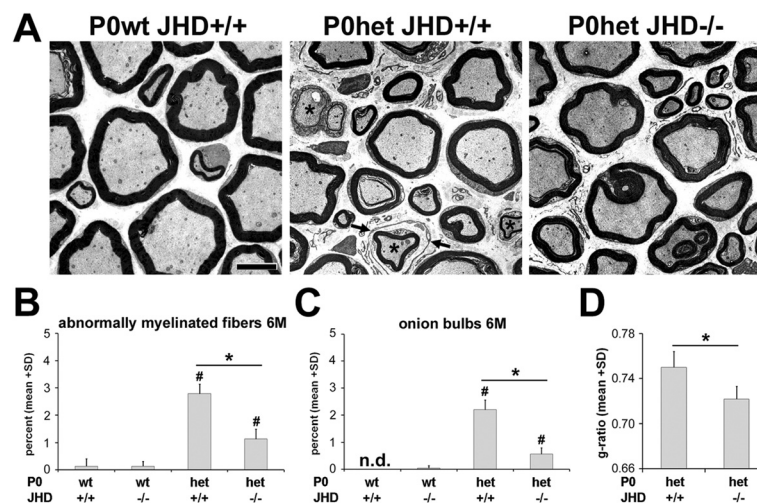 A
P0wt JHD+/+ P0het JHD+/+ P0het JHD-/-
* * *
B
abnormally myelinated fibers 6M
percent (mean +SD)
5
4
3
2
1
0
# * #
P0 wt wt het het
JHD +/+ -/- +/+ -/-
C
onion bulbs 6M
percent (mean +SD)
5
4
3
2
1
0
n.d. # * #
P0 wt wt het het
JHD +/+ -/- +/+ -/-
D
g-ratio (mean +SD)
0.78
0.74
0.70
0.66
*
P0 het het
JHD +/+ -/-